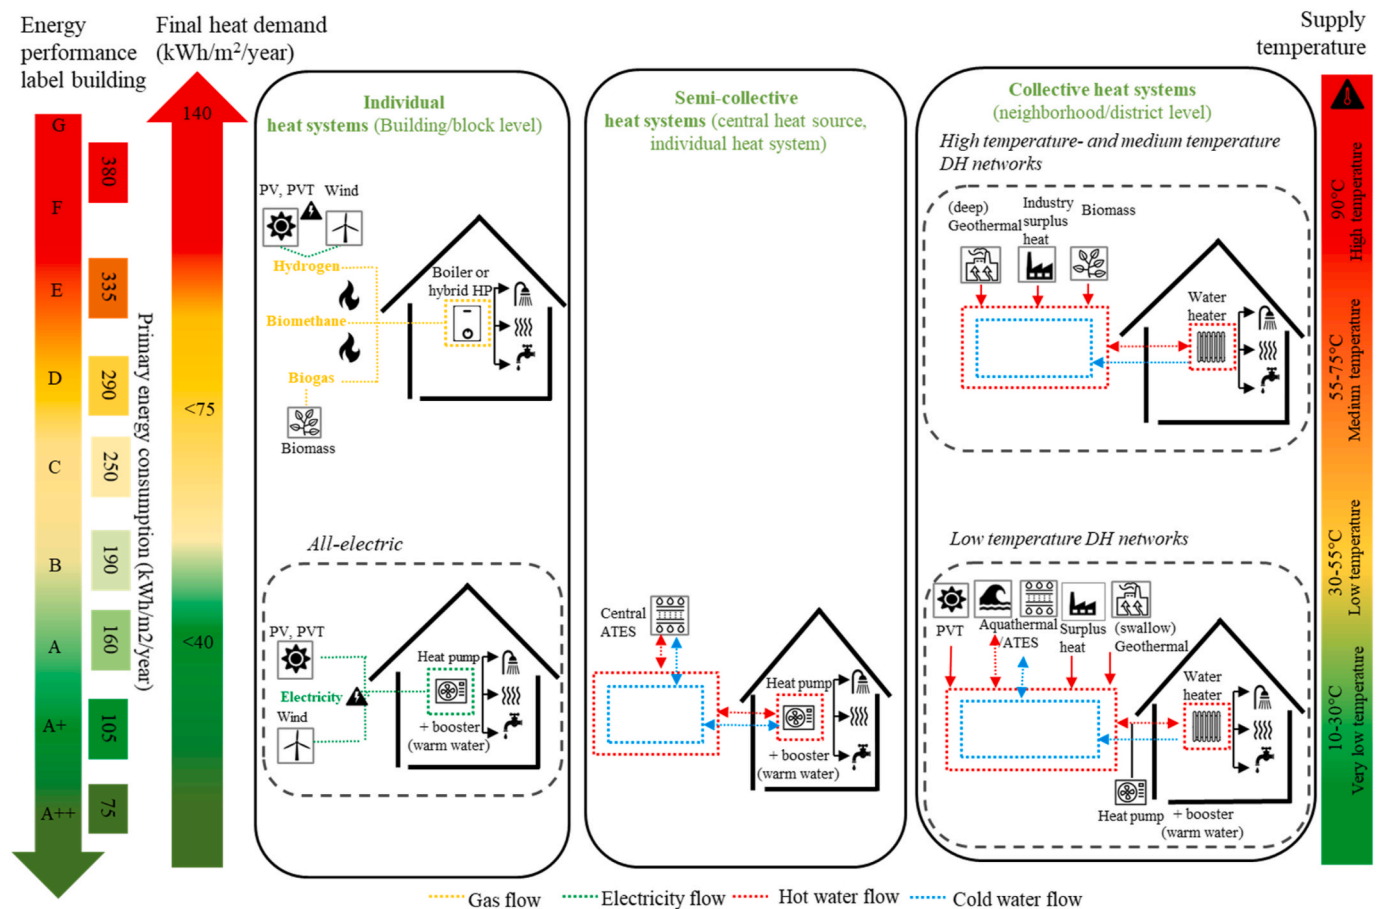 Energy
performance
label building
Final heat demand
(kWh/m²/year)
Supply
temperature
G
F
E
D
C
B
A
A+
A++
380
335
290
250
190
160
105
75
Primary energy consumption (kWh/m2/year)
140
<75
<40
Individual
heat systems (Building/block level)
PV, PVT
Wind
Hydrogen
Biomethane
Biogas
Biomass
Boiler or
hybrid HP
All-electric
PV, PVT
Electricity
Wind
Heat pump
+ booster
(warm water)
Semi-collective
heat systems (central heat source,
individual heat system)
Central
ATES
Heat pump
+ booster
(warm water)
Collective heat systems
(neighborhood/district level)
High temperature- and medium temperature
DH networks
(deep)
Geothermal
Industry
surplus
heat
Biomass
Water
heater
Low temperature DH networks
PVT
Aquathermal
/ATES
Surplus
heat
(swallow)
Geothermal
Water
heater
Heat pump
+ booster
(warm water)
90°C
High temperature
55-75°C
Medium temperature
30-55°C
Low temperature
10-30°C
Very low temperature
Gas flow
Electricity flow
Hot water flow
Cold water flow